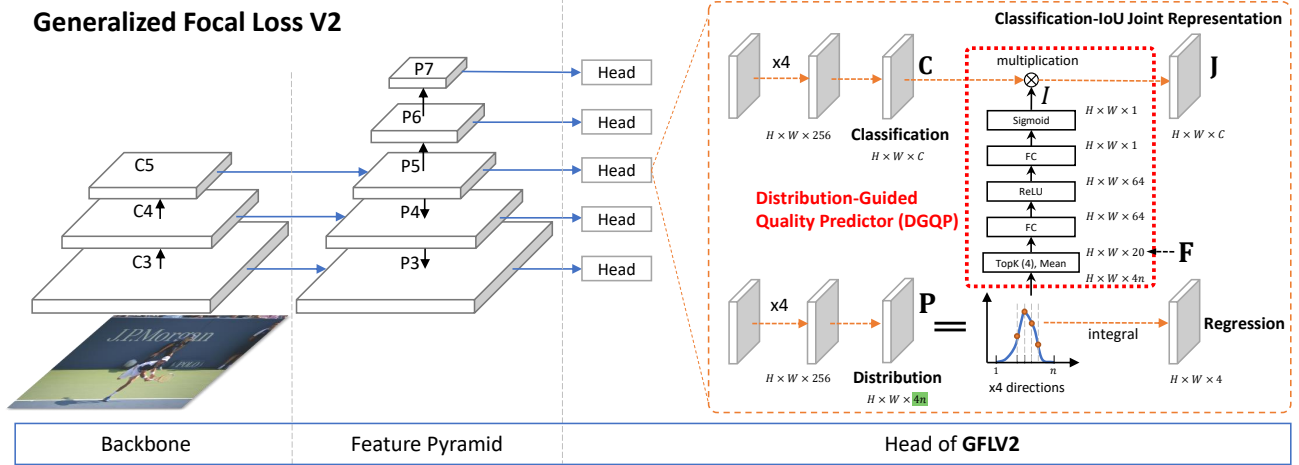 Generalized Focal Loss V2
C5
C4
C3
P7
P6
P5
P4
P3
Head
Head
Head
Head
Head
J.P.Morgan
POLO
Classification-IoU Joint Representation
x4
H × W × 256
C
Classification
H × W × C
multiplication
I
J
H × W × C
H × W × 1
Sigmoid
H × W × 1
FC
H × W × 64
ReLU
H × W × 64
FC
H × W × 20
F
TopK (4), Mean
H × W × 4n
Distribution-Guided
Quality Predictor (DGQP)
x4
H × W × 256
P
=
Distribution
H × W × 4n
1
n
x4 directions
integral
Regression
H × W × 4
Backbone
Feature Pyramid
Head of GFLV2